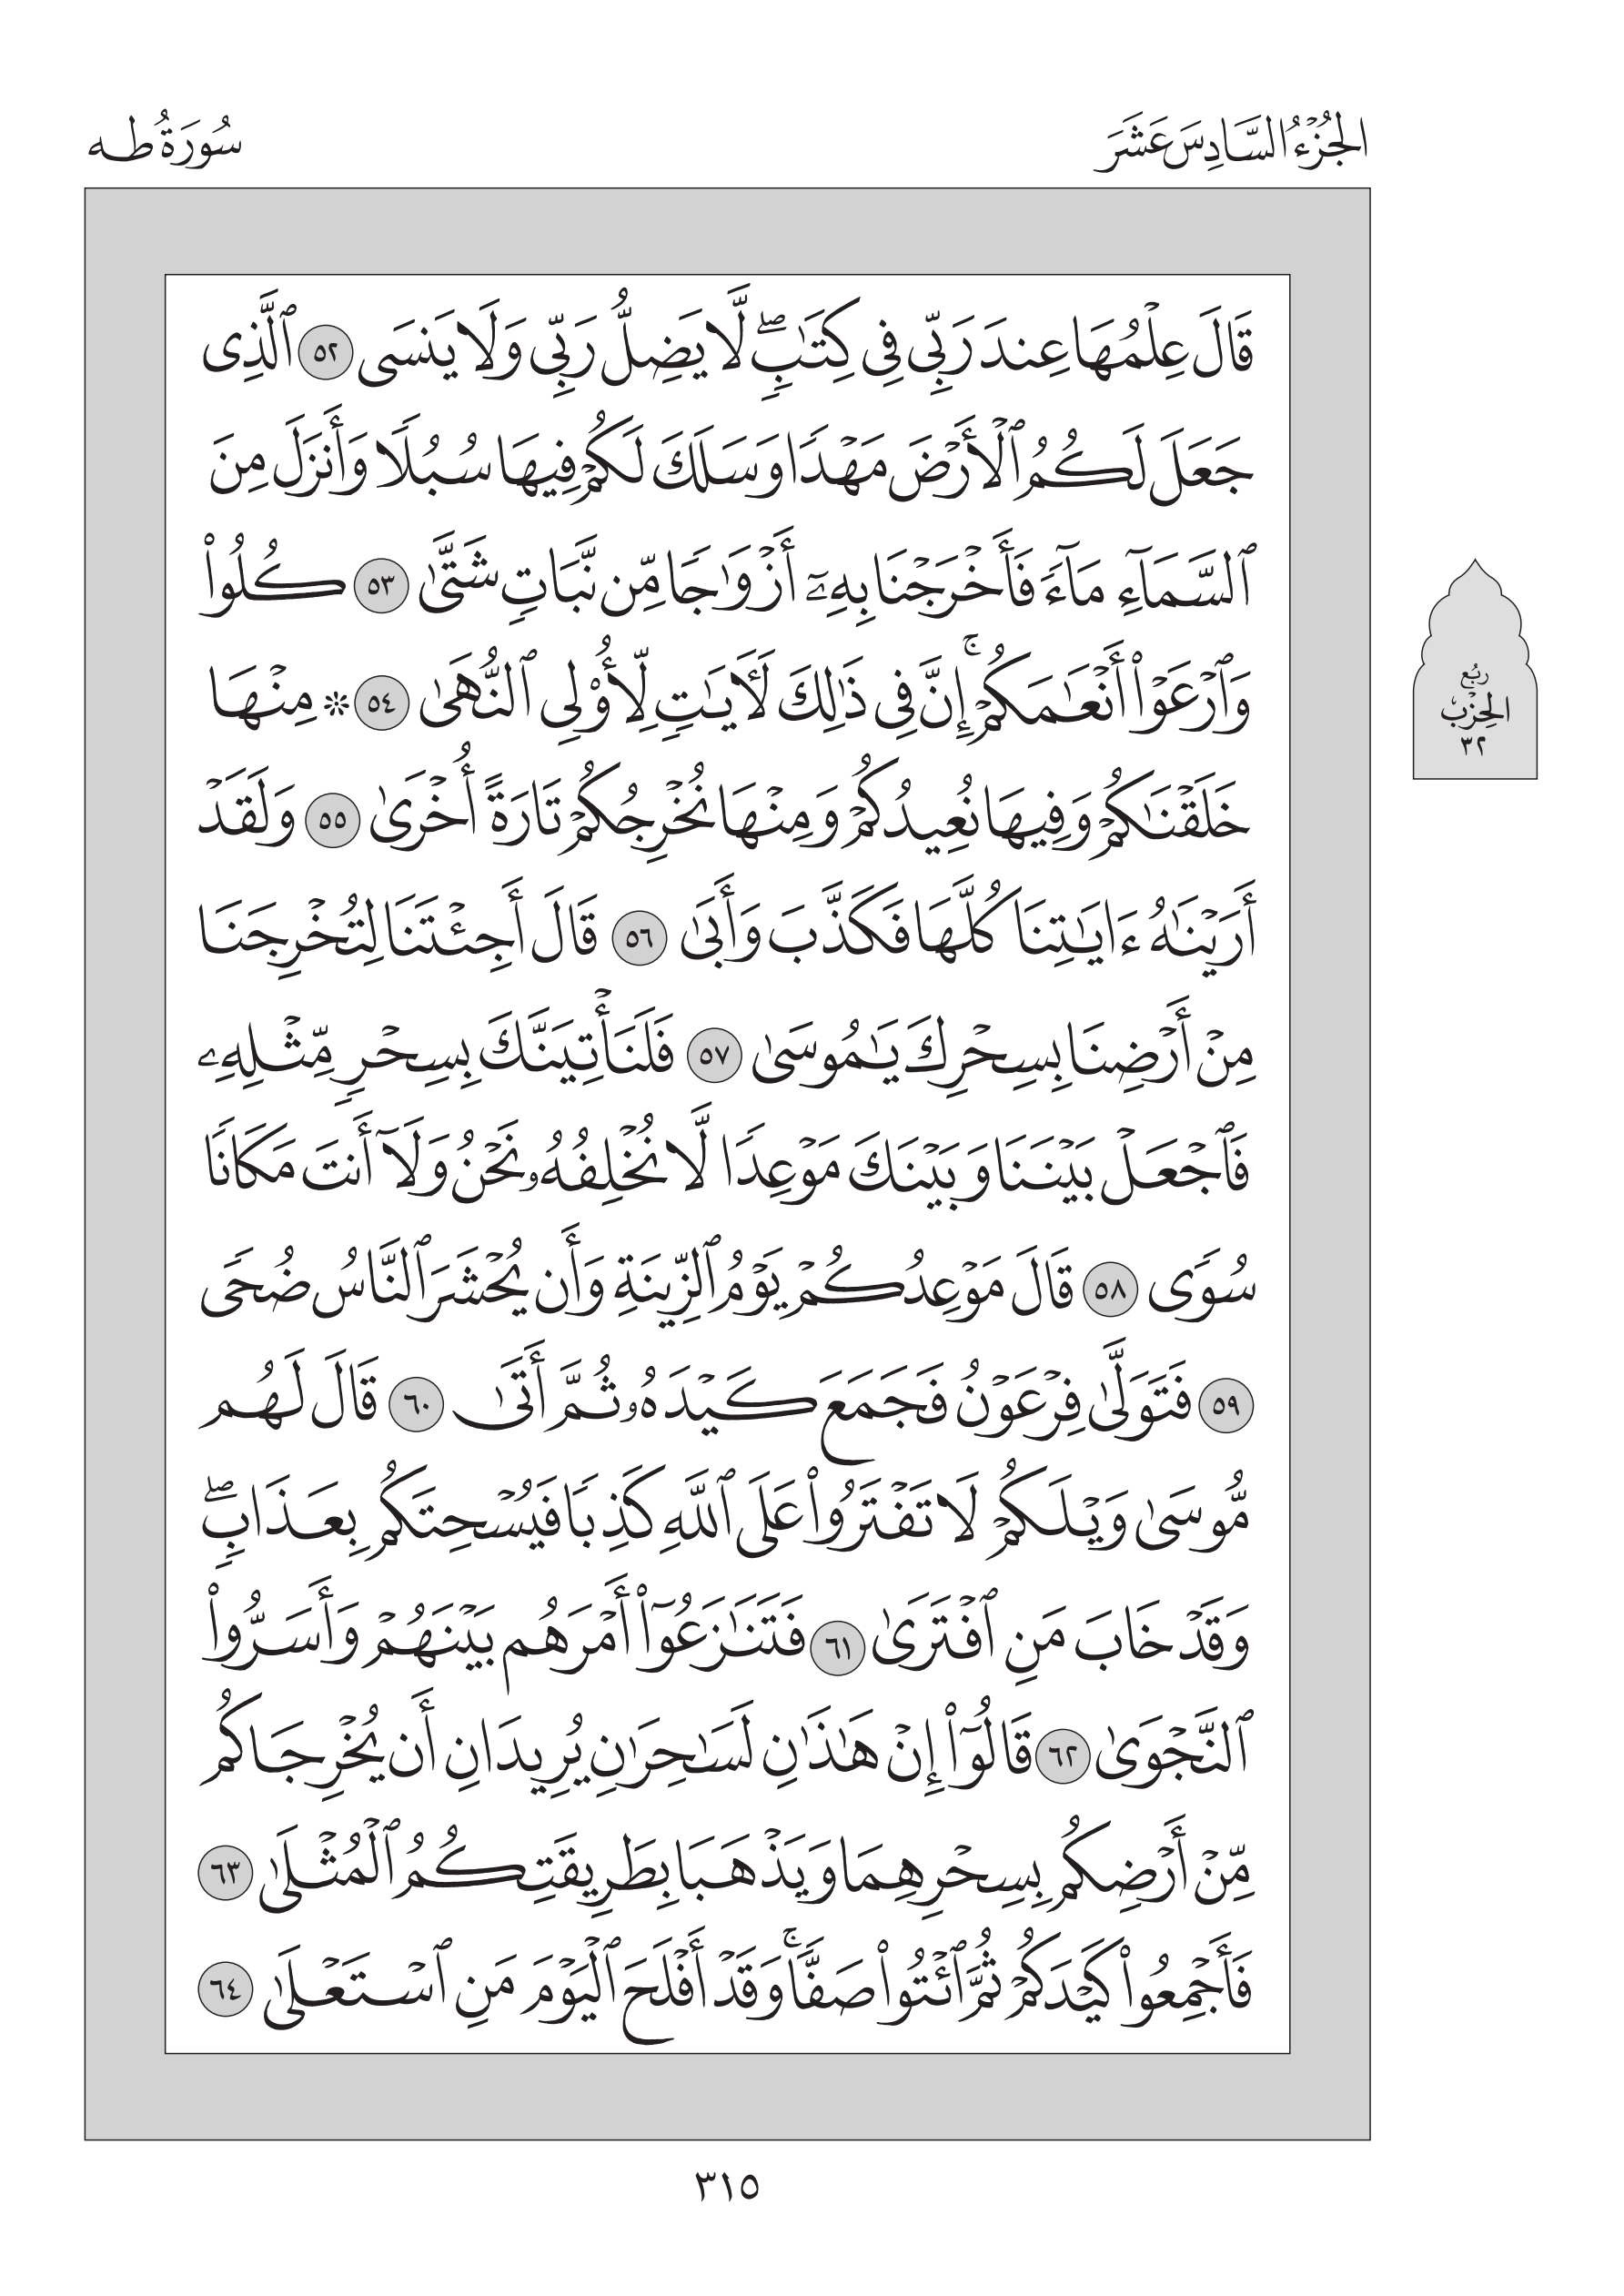 الجُزْءُ السَّادِسَ عَشَرَ
سُورَةُ طه
قَالَ عِلْمُهَا عِندَ رَبِّى فِى كِتَٰبٍۖ لَّا يَضِلُّ رَبِّى وَلَا يَنسَى ٥٢ ٱلَّذِى
جَعَلَ لَكُمُ ٱلْأَرْضَ مَهْدًا وَسَلَكَ لَكُمْ فِيهَا سُبُلًا وَأَنزَلَ مِنَ
ٱلسَّمَآءِ مَآءً فَأَخْرَجْنَا بِهِۦٓ أَزْوَٰجًا مِّن نَّبَاتٍ شَتَّىٰ ٥٣ كُلُوا۟
وَٱرْعَوْا۟ أَنْعَٰمَكُمْۚ إِنَّ فِى ذَٰلِكَ لَأَيَٰتٍ لِّأُو۟لِى ٱلنُّهَىٰ ٥٤ ۞ مِنْهَا
خَلَقْنَٰكُمْ وَفِيهَا نُعِيدُكُمْ وَمِنْهَا نُخْرِجُكُمْ تَارَةً أُخْرَىٰ ٥٥ وَلَقَدْ
أَرَيْنَٰهُ ءَايَٰتِنَا كُلَّهَا فَكَذَّبَ وَأَبَىٰ ٥٦ قَالَ أَجِئْتَنَا لِتُخْرِجَنَا
مِنْ أَرْضِنَا بِسِحْرِكَ يَٰمُوسَىٰ ٥٧ فَلَنَأْتِيَنَّكَ بِسِحْرٍ مِّثْلِهِۦ
فَٱجْعَلْ بَيْنَنَا وَبَيْنَكَ مَوْعِدًا لَّا نُخْلِفُهُۥ نَحْنُ وَلَآ أَنتَ مَكَانًا
سُوًى ٥٨ قَالَ مَوْعِدُكُمْ يَوْمُ ٱلزِّينَةِ وَأَن يُحْشَرَ ٱلنَّاسُ ضُحًى
٥٩ فَتَوَلَّىٰ فِرْعَوْنُ فَجَمَعَ كَيْدَهُۥ ثُمَّ أَتَىٰ ٦٠ قَالَ لَهُم
مُّوسَىٰ وَيْلَكُمْ لَا تَفْتَرُوا۟ عَلَى ٱللَّهِ كَذِبًا فَيُسْحِتَكُم بِعَذَابٍۖ
وَقَدْ خَابَ مَنِ ٱفْتَرَىٰ ٦١ فَتَنَٰزَعُوٓا۟ أَمْرَهُم بَيْنَهُمْ وَأَسَرُّوا۟
ٱلنَّجْوَىٰ ٦٢ قَالُوٓا۟ إِنْ هَٰذَٰنِ لَسَٰحِرَٰنِ يُرِيدَانِ أَن يُخْرِجَاكُم
مِّنْ أَرْضِكُم بِسِحْرِهِمَا وَيَذْهَبَا بِطَرِيقَتِكُمُ ٱلْمُثْلَىٰ ٦٣
فَأَجْمِعُوا۟ كَيْدَكُمْ ثُمَّ ٱئْتُوا۟ صَفًّاۚ وَقَدْ أَفْلَحَ ٱلْيَوْمَ مَنِ ٱسْتَعْلَىٰ ٦٤
رُبْع
الحِزْبِ
٣٢
٣١٥